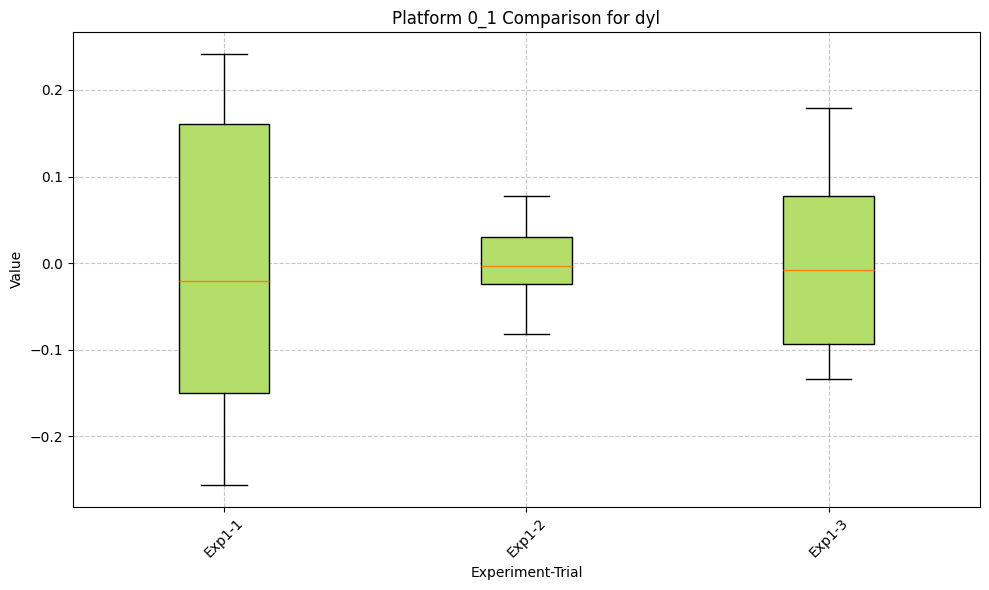 Platform 0_1 Comparison for dyl
Value
0.2
0.1
0.0
−0.1
−0.2
Exp1-1
Exp1-2
Exp1-3
Experiment-Trial